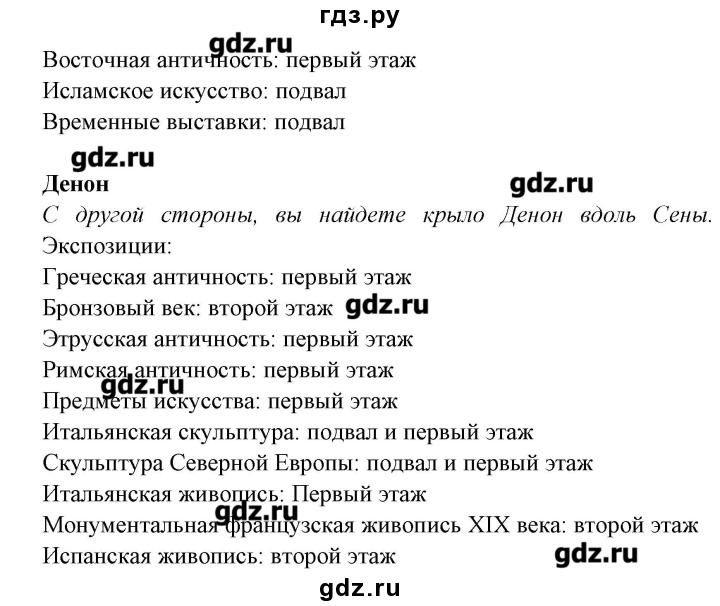 гдз.ру
gdz.ru
Восточная античность: первый этаж
Исламское искусство: подвал
Временные выставки: подвал
gdz.ru
Денон
gdz.ru
С другой стороны, вы найдете крыло Денон вдоль Сены.
Экспозиции:
Греческая античность: первый этаж
Бронзовый век: второй этаж
gdz.ru
Этрусская античность: первый этаж
Римская античность: первый этаж
gdz.ru
Предметы искусства: первый этаж
Итальянская скульптура: подвал и первый этаж
Скульптура Северной Европы: подвал и первый этаж
Итальянская живопись: Первый этаж
gdz.ru
Монументальная французская живопись XIX века: второй этаж
Испанская живопись: второй этаж
gdz.ru
gdz.ru